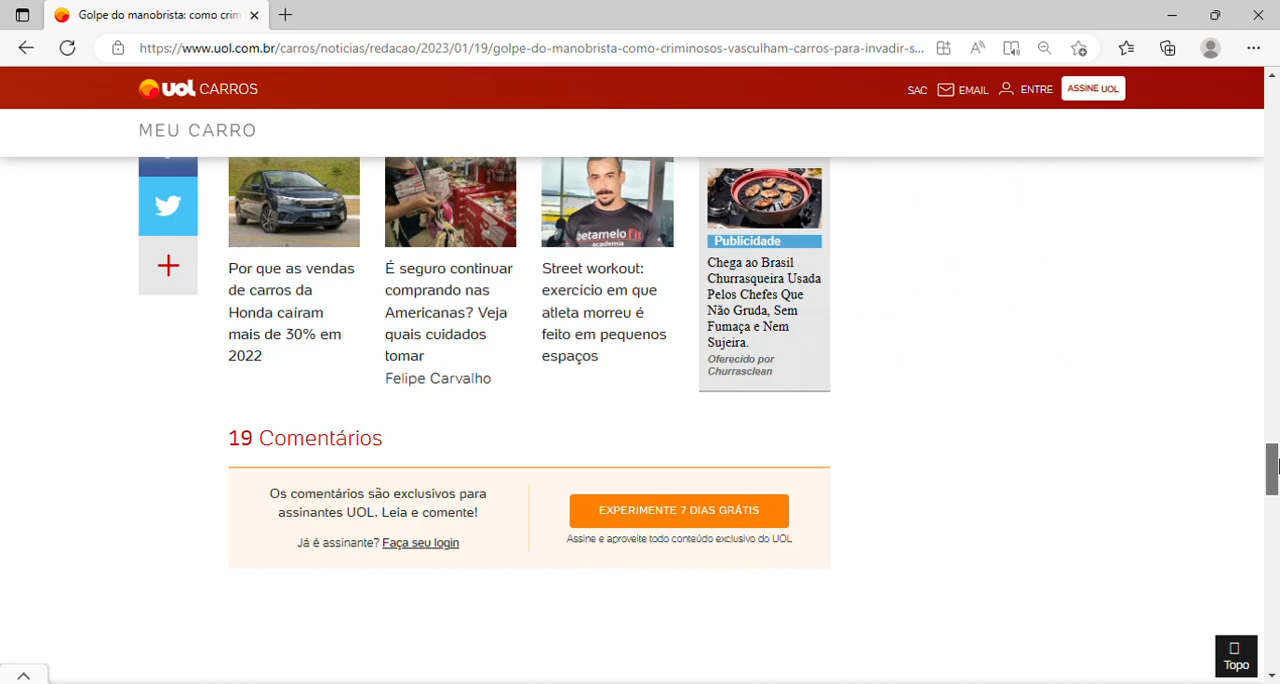 Golpe do manobrista: como crim
https://www.uol.com.br/carros/noticias/redacao/2023/01/19/golpe-do-manobrista-como-criminosos-vasculham-carros-para-invadir-s...
UOL CARROS
SAC
EMAIL
ENTRE
ASSINE UOL
MEU CARRO
betamelo fit
academia
Por que as vendas
de carros da
Honda caíram
mais de 30% em
2022
É seguro continuar
comprando nas
Americanas? Veja
quais cuidados
tomar
Felipe Carvalho
Street workout:
exercício em que
atleta morreu é
feito em pequenos
espaços
Publicidade
Chega ao Brasil
Churrasqueira Usada
Pelos Chefes Que
Não Gruda, Sem
Fumaça e Nem
Sujeira.
Oferecido por
Churrasclean
19 Comentários
Os comentários são exclusivos para
assinantes UOL. Leia e comente!
Já é assinante? Faça seu login
EXPERIMENTE 7 DIAS GRÁTIS
Assine e aproveite todo conteúdo exclusivo do UOL
Topo